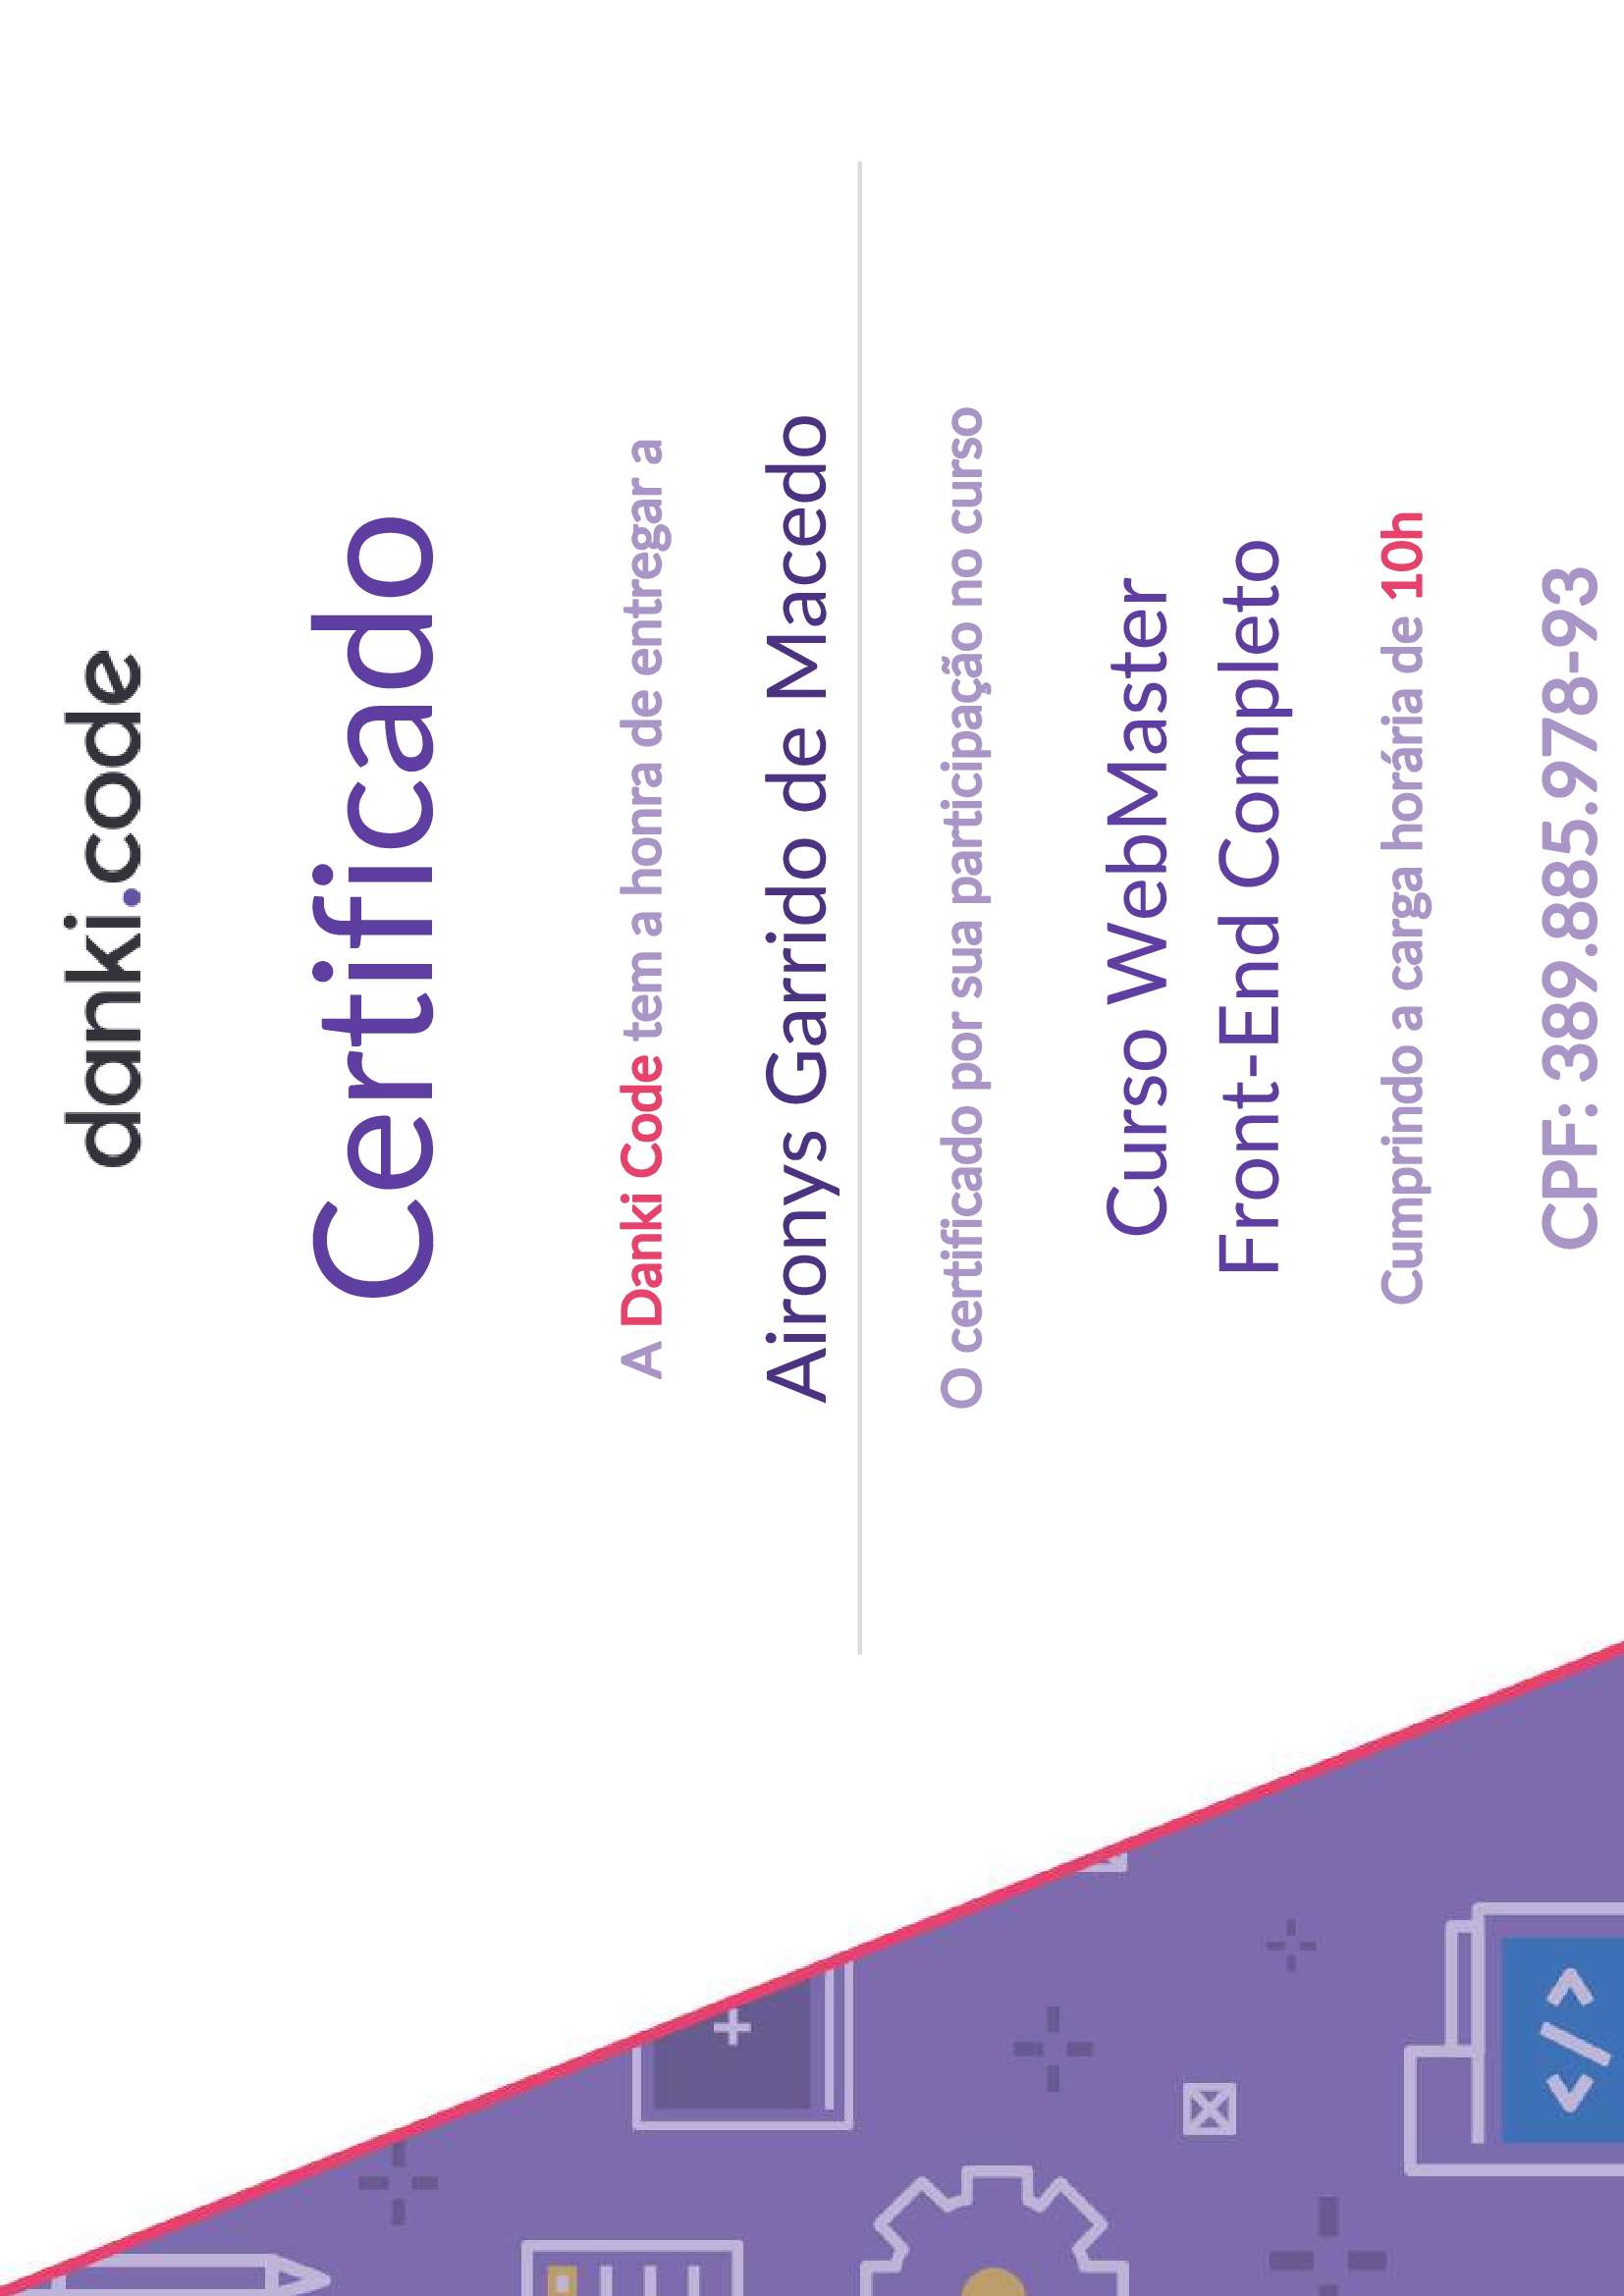 danki.code
Certificado
A Danki Code tem a honra de entregar a
Aironys Garrido de Macedo
O certificado por sua participação no curso
Curso WebMaster
Front-End Completo
Cumprindo a carga horária de 10h
CPF: 389.885.978-93
</>